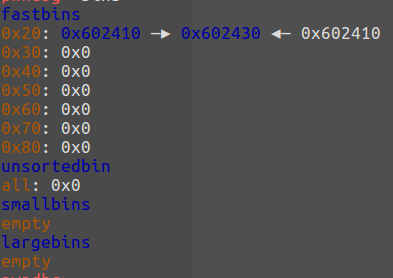 fastbins
0x20: 0x602410 —▸ 0x602430 ◂— 0x602410
0x30: 0x0
0x40: 0x0
0x50: 0x0
0x60: 0x0
0x70: 0x0
0x80: 0x0
unsortedbin
all: 0x0
smallbins
empty
largebins
empty